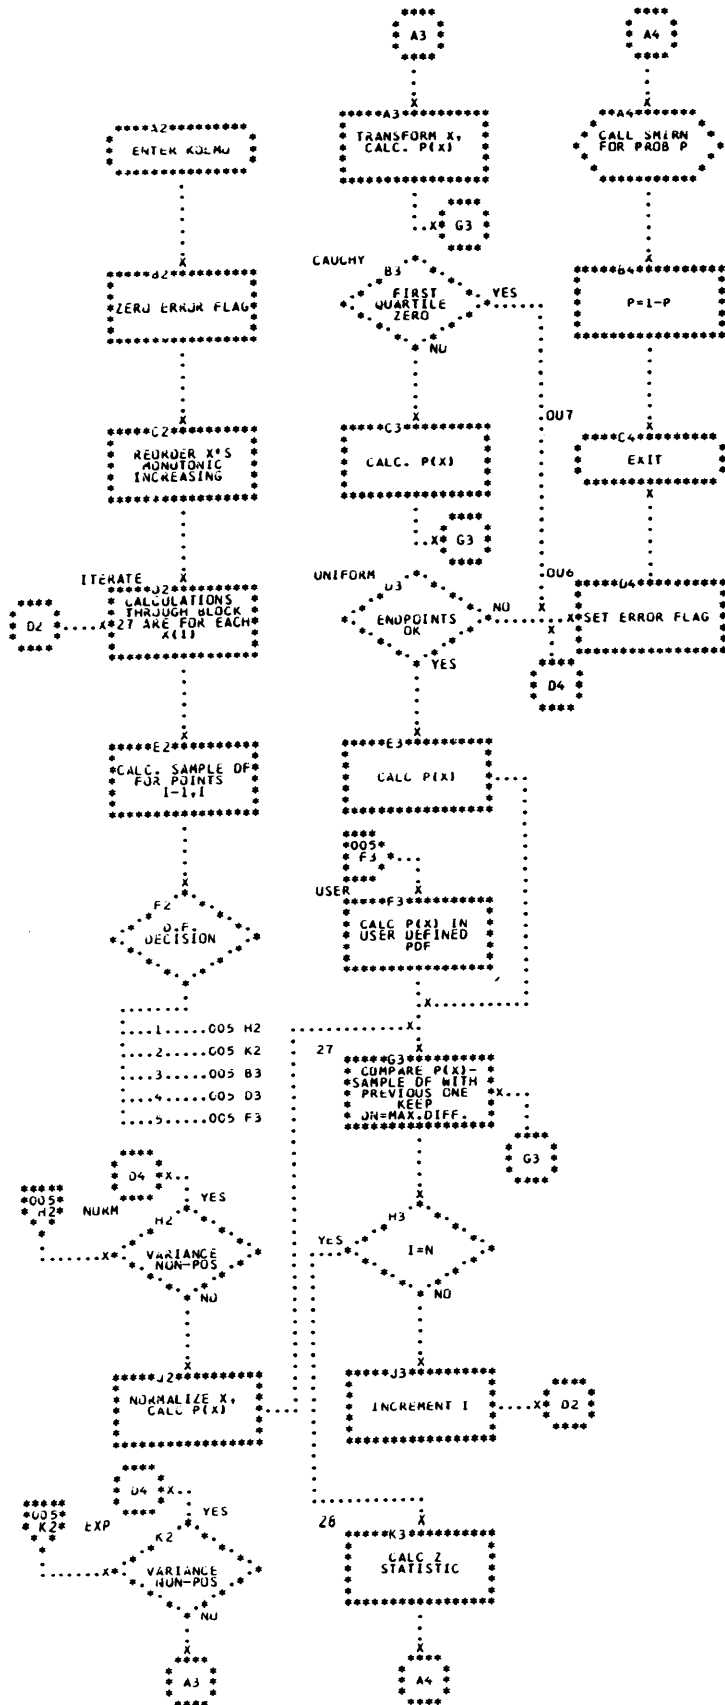 A3
A4
A2
ENTER KOLMO
A3
TRANSFORM X,
CALC. P(X)
A4
CALL SMIRN
FOR PROB P
G3
B2
ZERO ERROR FLAG
CAUCHY
B3
FIRST
QUARTILE
ZERO
YES
NO
B4
P=1-P
C2
REORDER X'S
MONOTONIC
INCREASING
C3
CALC. P(X)
OU7
C4
EXIT
G3
ITERATE
D2
D2
CALCULATIONS
THROUGH BLOCK
27 ARE FOR EACH
X(I)
UNIFORM
D3
ENDPOINTS
OK
NO
YES
OU6
D4
SET ERROR FLAG
D4
E2
CALC. SAMPLE DF
FOR POINTS
I-1,I
E3
CALC P(X)
005
F3
USER
F2
D.F.
DECISION
F3
CALC P(X) IN
USER DEFINED
PDF
1 005 H2
2 005 K2
3 005 B3
4 005 D3
5 005 F3
27
G3
COMPARE P(X)-
SAMPLE DF WITH
PREVIOUS ONE
KEEP
DN=MAX.DIFF.
G3
D4
YES
005
H2
NORM
H2
VARIANCE
NON-POS
NO
YES
H3
I=N
NO
J2
NORMALIZE X,
CALC P(X)
J3
INCREMENT I
D2
D4
YES
005
K2
EXP
K2
VARIANCE
NON-POS
NO
28
K3
CALC Z
STATISTIC
A3
A4